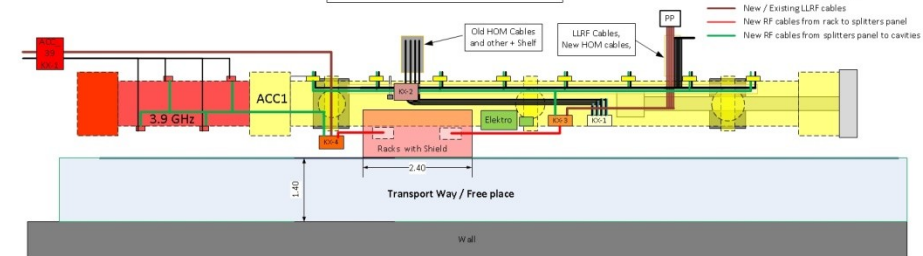 PP
New / Existing LLRF cables
New RF cables from rack to splitters panel
New RF cables from splitters panel to cavities
Old HOM Cables
and other + Shelf
LLRF Cables,
New HOM cables,
KX-2
ACC1
3.9 GHz
Elektro
KX-3
KX-1
KX-4
Racks with Shield
2.40
1.40
Transport Way / Free place
Wall